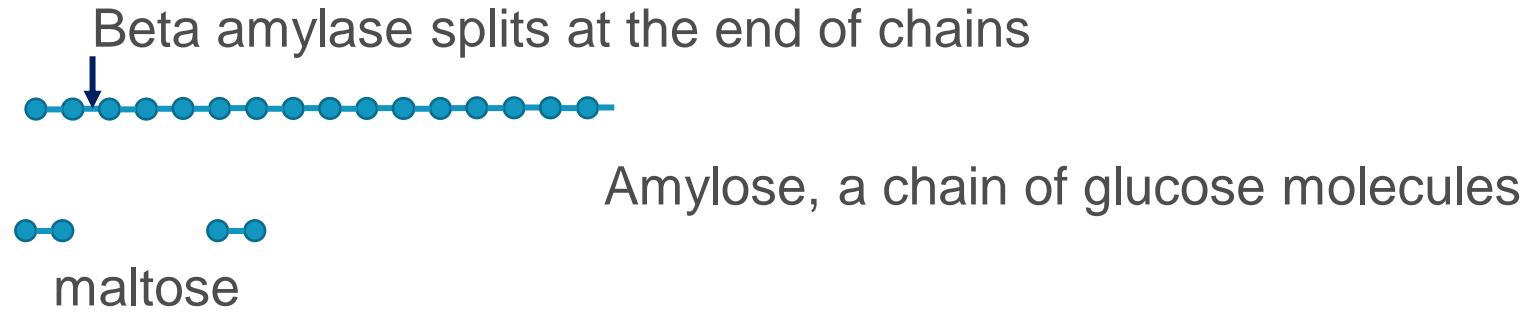 Beta amylase splits at the end of chains
Amylose, a chain of glucose molecules
maltose